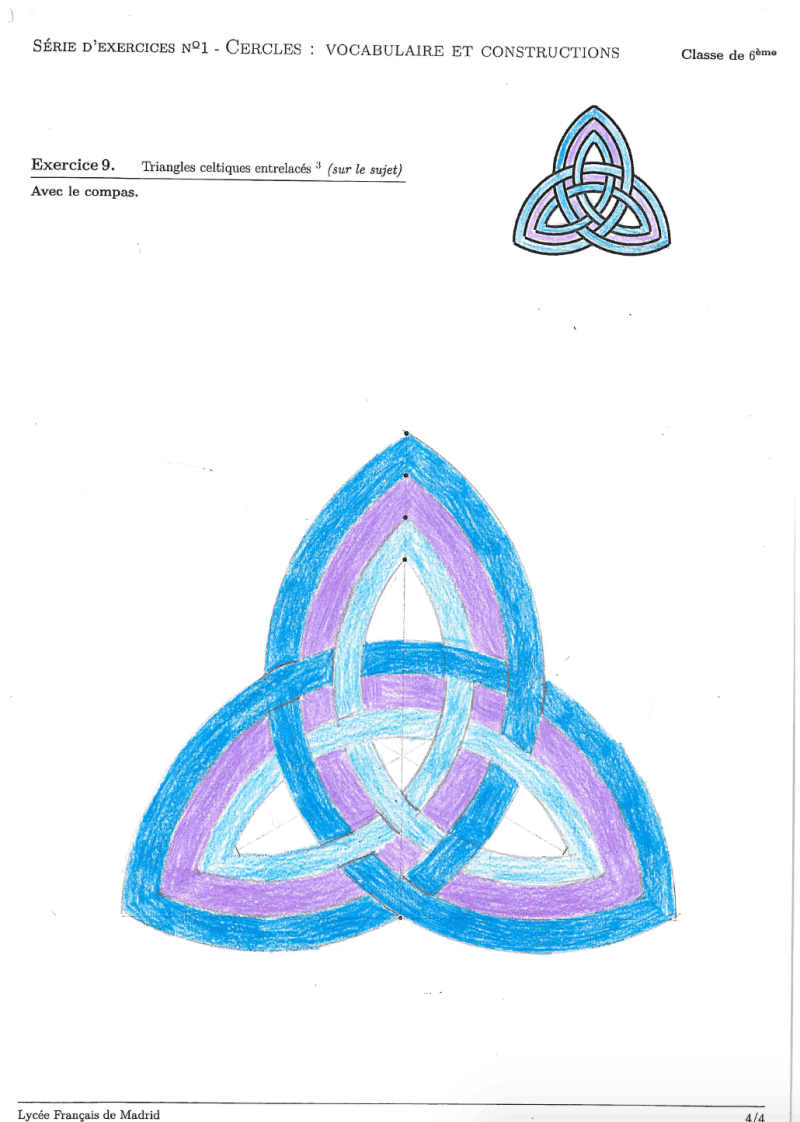 SÉRIE D'EXERCICES Nº1 - CERCLES : VOCABULAIRE ET CONSTRUCTIONS Classe de 6ème
Exercice 9. Triangles celtiques entrelacés 3 (sur le sujet)
Avec le compas.
Lycée Français de Madrid 4/4